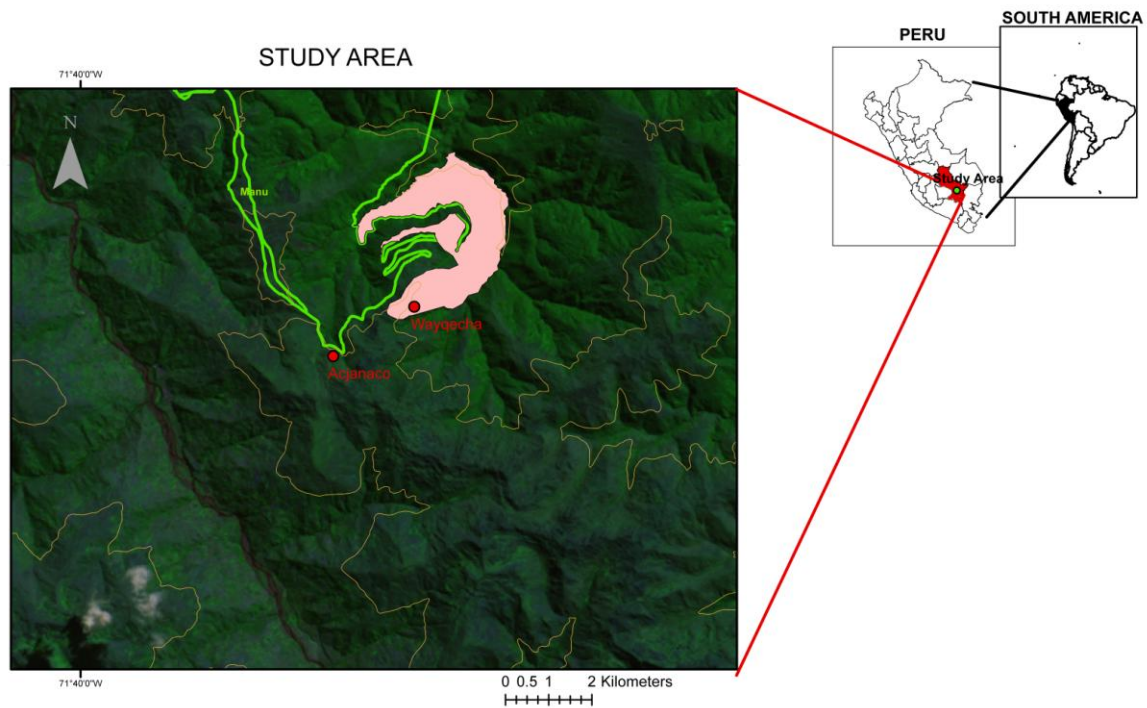 SOUTH AMERICA
PERU
STUDY AREA
71°40'0"W
N
Manu
Study Area
Wayqecha
Acjanaco
71°40'0"W
0 0.5 1 2 Kilometers